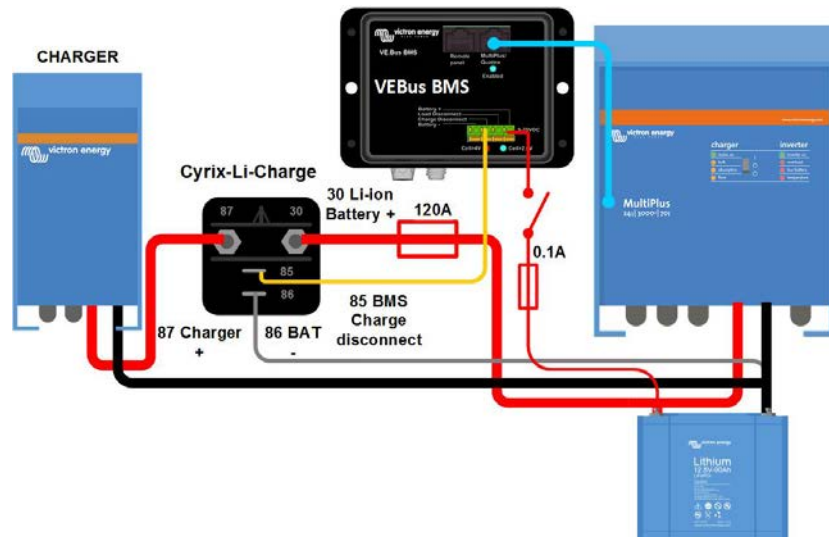 CHARGER
victron energy
Cyrix-Li-Charge
87
30
85
86
87 Charger
+
86 BAT
-
30 Li-Ion
Battery +
120A
85 BMS
Charge
disconnect
victron energy
VE.Bus BMS
Remote
panel
MultiPlus/
Quattro
Enabled
VEBus BMS
Battery +
Load Disconnect
Charge Disconnect
Battery -
0.1A
victron energy
charger
inverter
MultiPlus
victron energy
Lithium